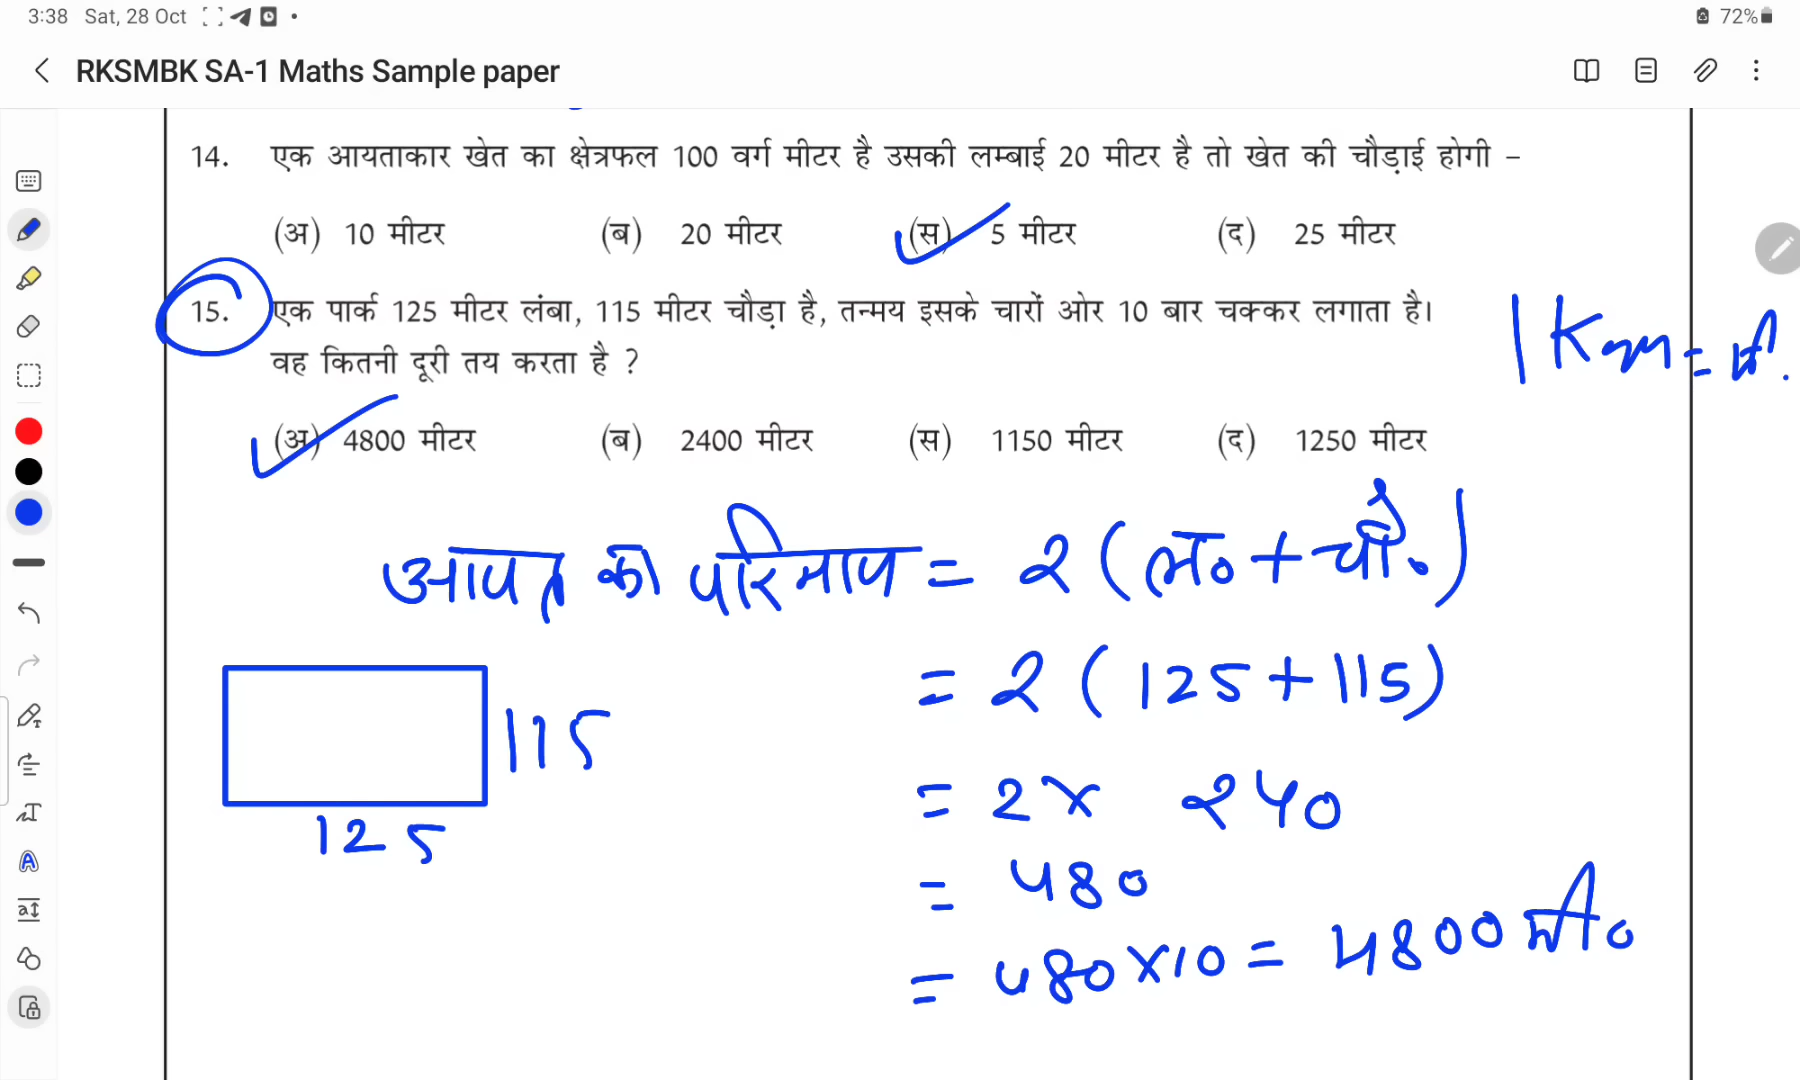 3:38 Sat, 28 Oct 72%
RKSMBK SA-1 Maths Sample paper
14. एक आयताकार खेत का क्षेत्रफल 100 वर्ग मीटर है उसकी लम्बाई 20 मीटर है तो खेत की चौड़ाई होगी –
(अ) 10 मीटर (ब) 20 मीटर (स) 5 मीटर (द) 25 मीटर
15. एक पार्क 125 मीटर लंबा, 115 मीटर चौड़ा है, तन्मय इसके चारों ओर 10 बार चक्कर लगाता है।
वह कितनी दूरी तय करता है ?
1 Km = मी.
(अ) 4800 मीटर (ब) 2400 मीटर (स) 1150 मीटर (द) 1250 मीटर
आयत का परिमाप = 2 (ल० + चौ०)
= 2 (125 + 115)
115
= 2 × 240
125
= 480
= 480 × 10 = 4800 मी०